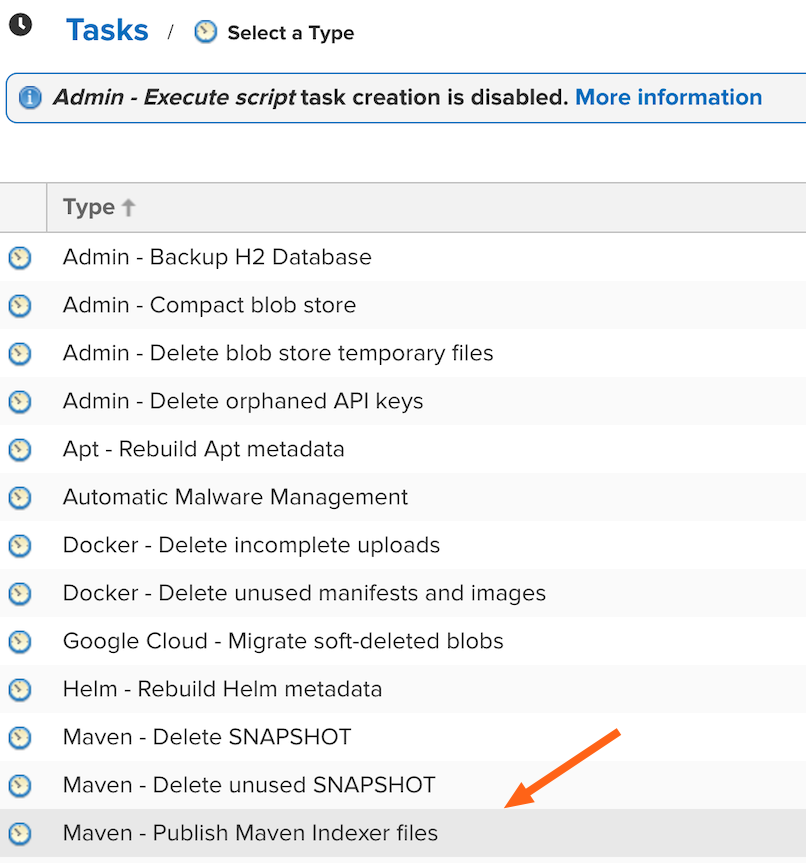 Tasks / Select a Type
Admin - Execute script task creation is disabled. More information
Type
Admin - Backup H2 Database
Admin - Compact blob store
Admin - Delete blob store temporary files
Admin - Delete orphaned API keys
Apt - Rebuild Apt metadata
Automatic Malware Management
Docker - Delete incomplete uploads
Docker - Delete unused manifests and images
Google Cloud - Migrate soft-deleted blobs
Helm - Rebuild Helm metadata
Maven - Delete SNAPSHOT
Maven - Delete unused SNAPSHOT
Maven - Publish Maven Indexer files